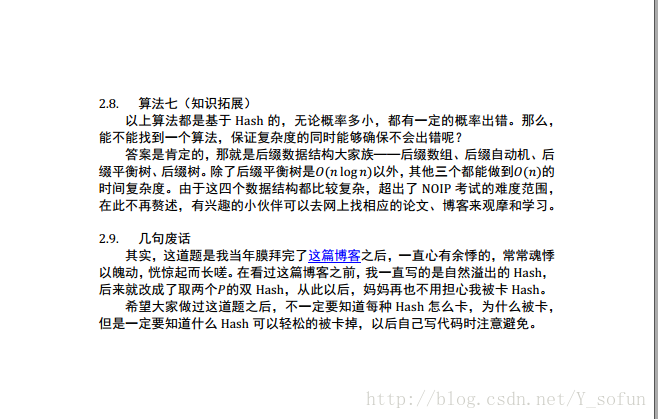 2.8. 算法七（知识拓展）
以上算法都是基于 Hash 的，无论概率多小，都有一定的概率出错。那么，
能不能找到一个算法，保证复杂度的同时能够确保不会出错呢？
答案是肯定的，那就是后缀数据结构大家族——后缀数组、后缀自动机、后
缀平衡树、后缀树。除了后缀平衡树是O(n log n)以外，其他三个都能做到O(n)的
时间复杂度。由于这四个数据结构都比较复杂，超出了 NOIP 考试的难度范围，
在此不再赘述，有兴趣的小伙伴可以去网上找相应的论文、博客来观摩和学习。
2.9. 几句废话
其实，这道题是我当年膜拜完了这篇博客之后，一直心有余悸的，常常魂悸
以魄动，恍惊起而长嗟。在看过这篇博客之前，我一直写的是自然溢出的 Hash，
后来就改成了取两个P的双 Hash，从此以后，妈妈再也不用担心我被卡 Hash。
希望大家做过这道题之后，不一定要知道每种 Hash 怎么卡，为什么被卡，
但是一定要知道什么 Hash 可以轻松的被卡掉，以后自己写代码时注意避免。
http://blog.csdn.net/Y_sofun